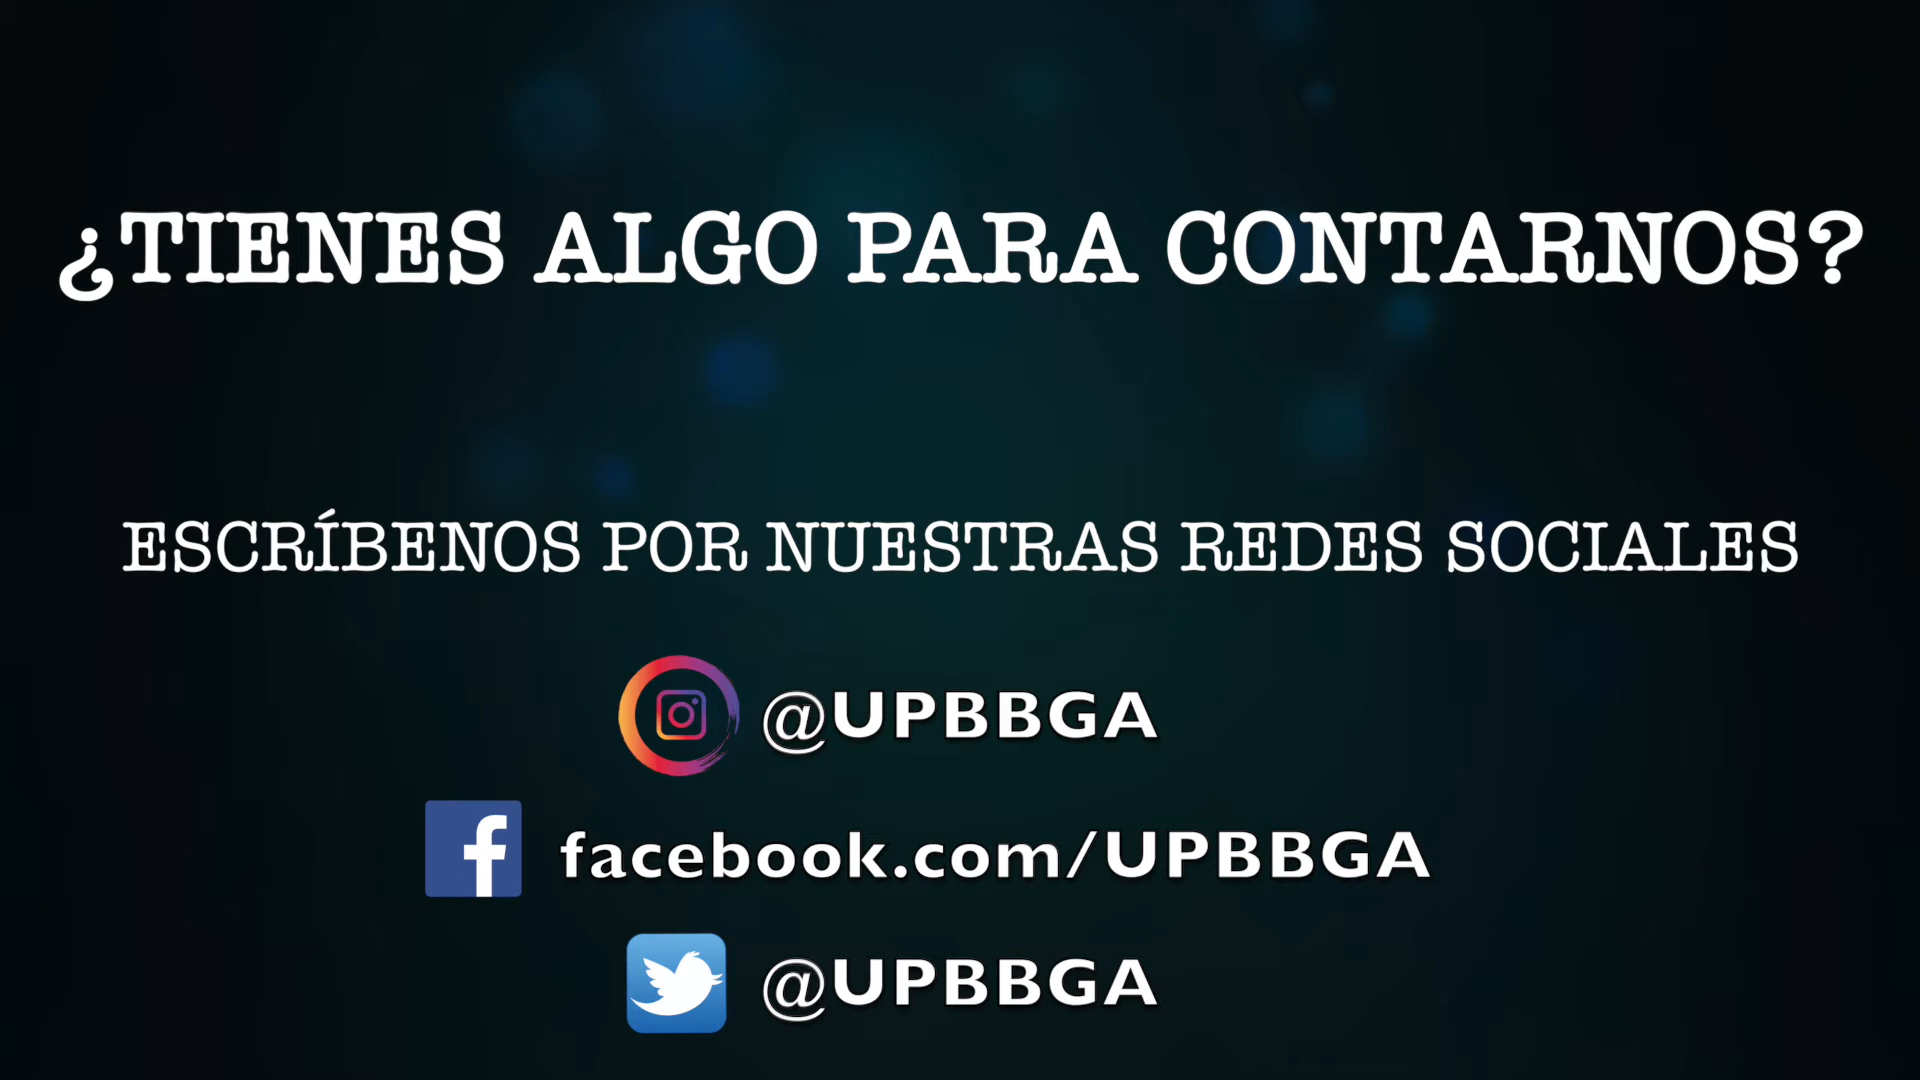 ¿TIENES ALGO PARA CONTARNOS?
ESCRÍBENOS POR NUESTRAS REDES SOCIALES
@UPBBGA
facebook.com/UPBBGA
@UPBBGA